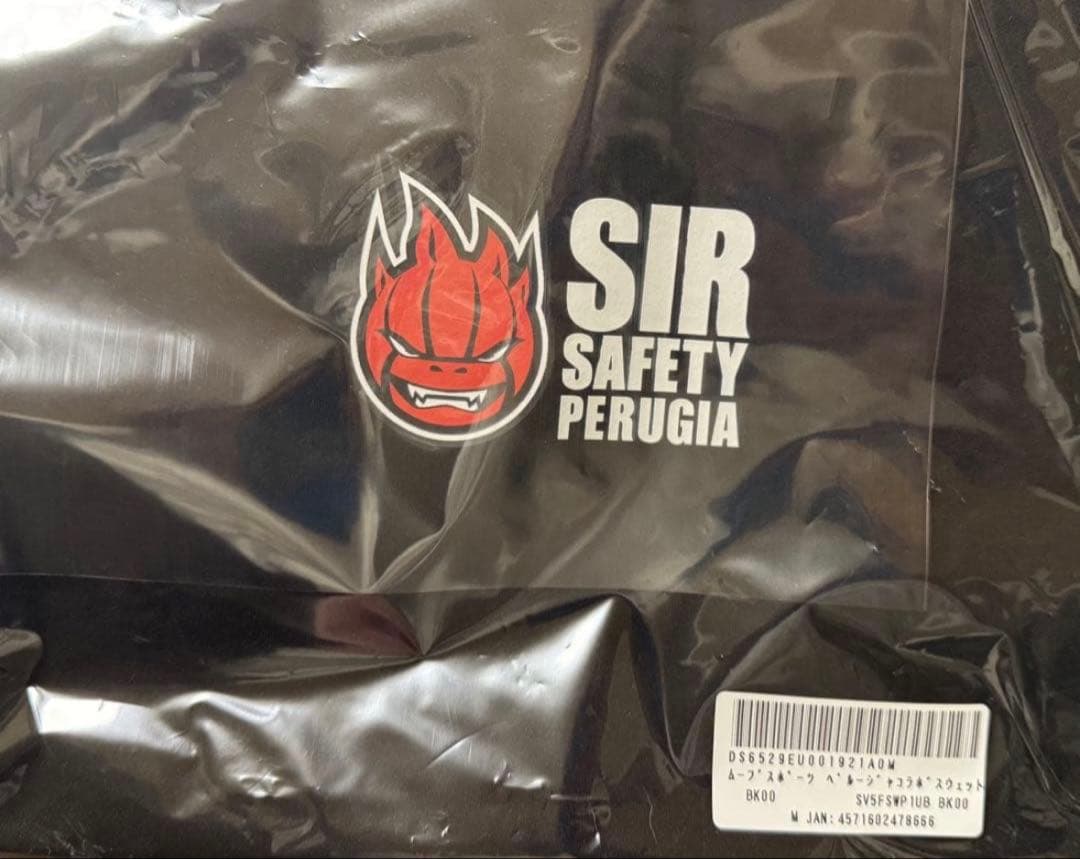 SIR
SAFETY
PERUGIA
DS6529EU001921A0M
ムーブスポーツ ペルージャコラボスウェット
BK00 SV5FSWP1UB BK00
M JAN: 4571602478666